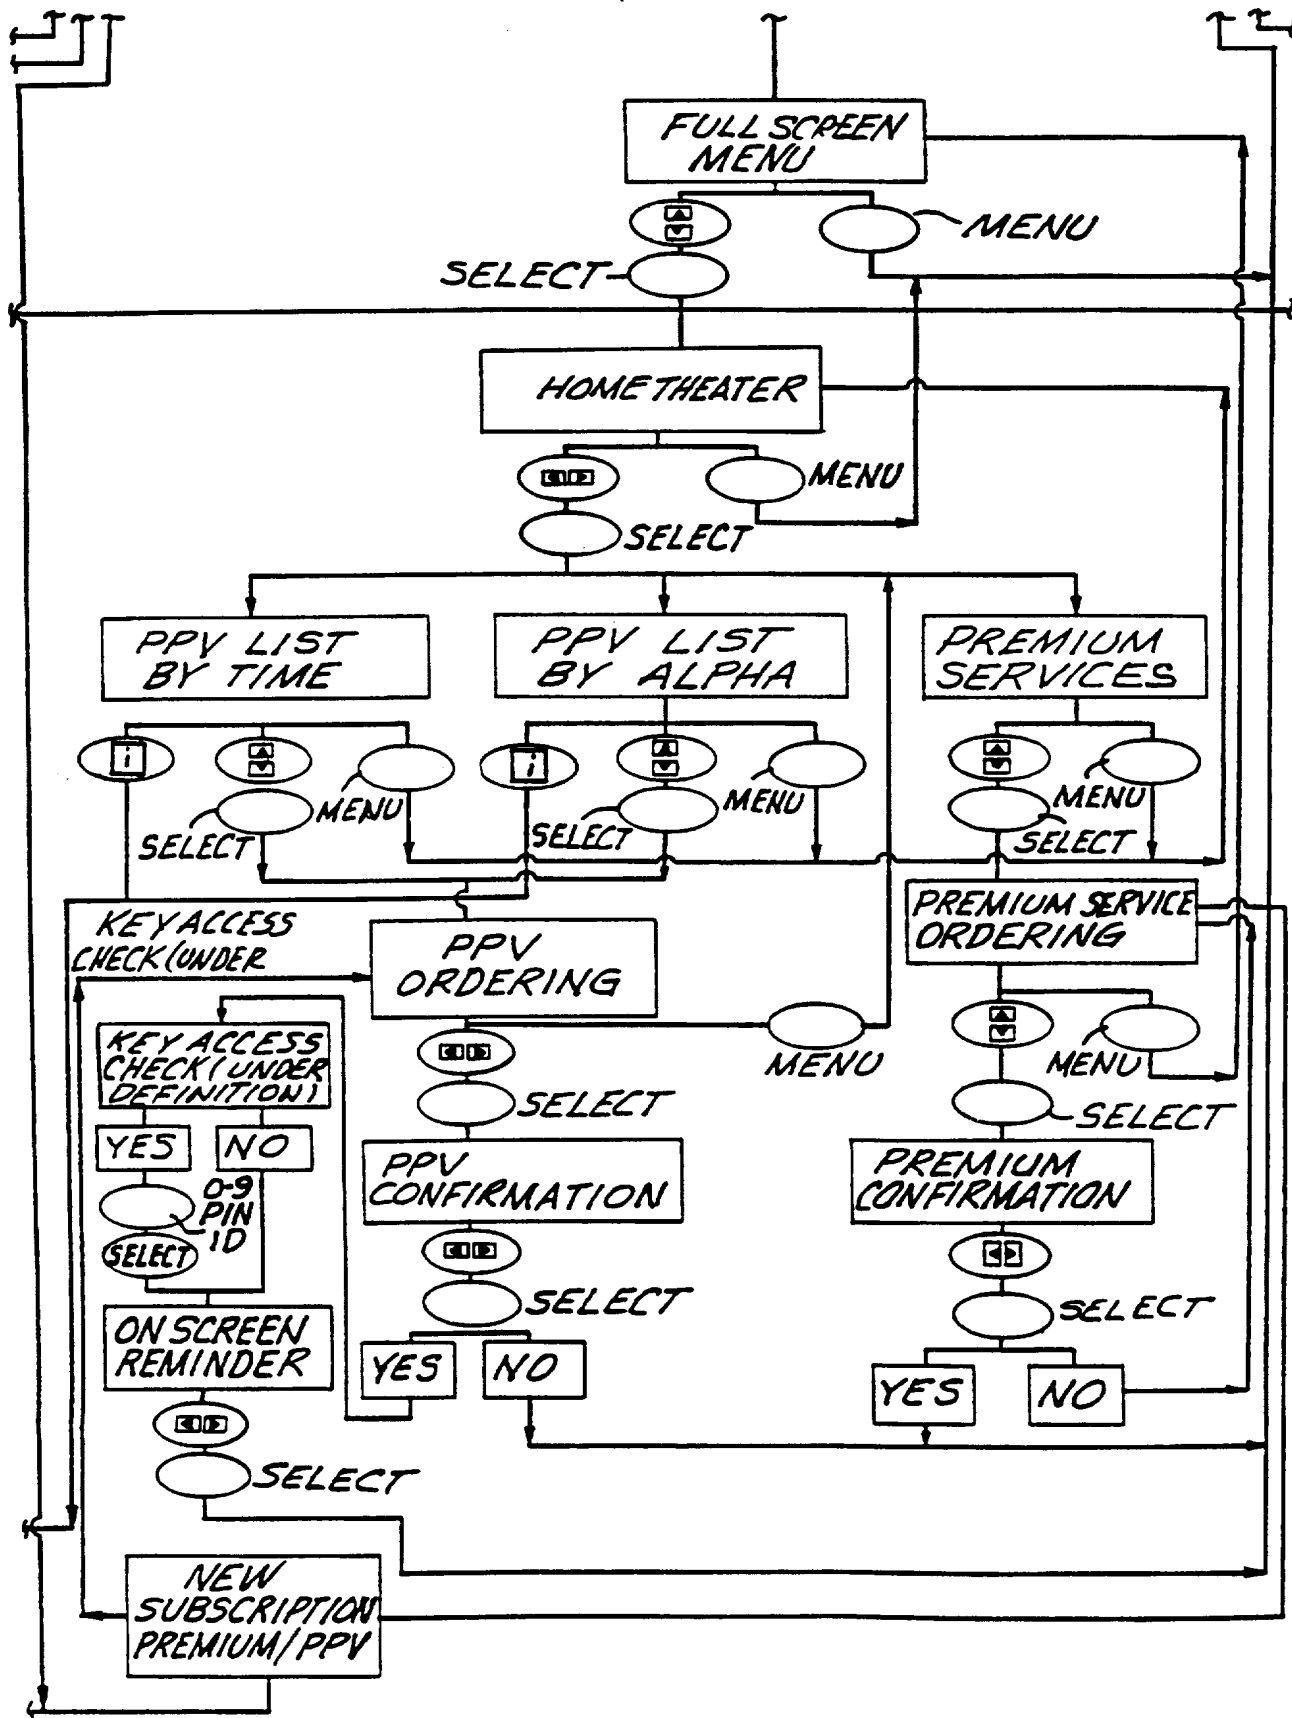 FULL SCREEN
MENU
MENU
SELECT
HOME THEATER
MENU
SELECT
PPV LIST
BY TIME
PPV LIST
BY ALPHA
PREMIUM
SERVICES
i
i
MENU
MENU
MENU
SELECT
SELECT
SELECT
KEY ACCESS
CHECK (UNDER
PPV
ORDERING
PREMIUM SERVICE
ORDERING
KEY ACCESS
CHECK (UNDER
DEFINITION)
MENU
MENU
SELECT
SELECT
YES
NO
PPV
CONFIRMATION
PREMIUM
CONFIRMATION
0-9
PIN
ID
SELECT
SELECT
SELECT
ON SCREEN
REMINDER
YES
NO
YES
NO
SELECT
NEW
SUBSCRIPTION
PREMIUM/PPV